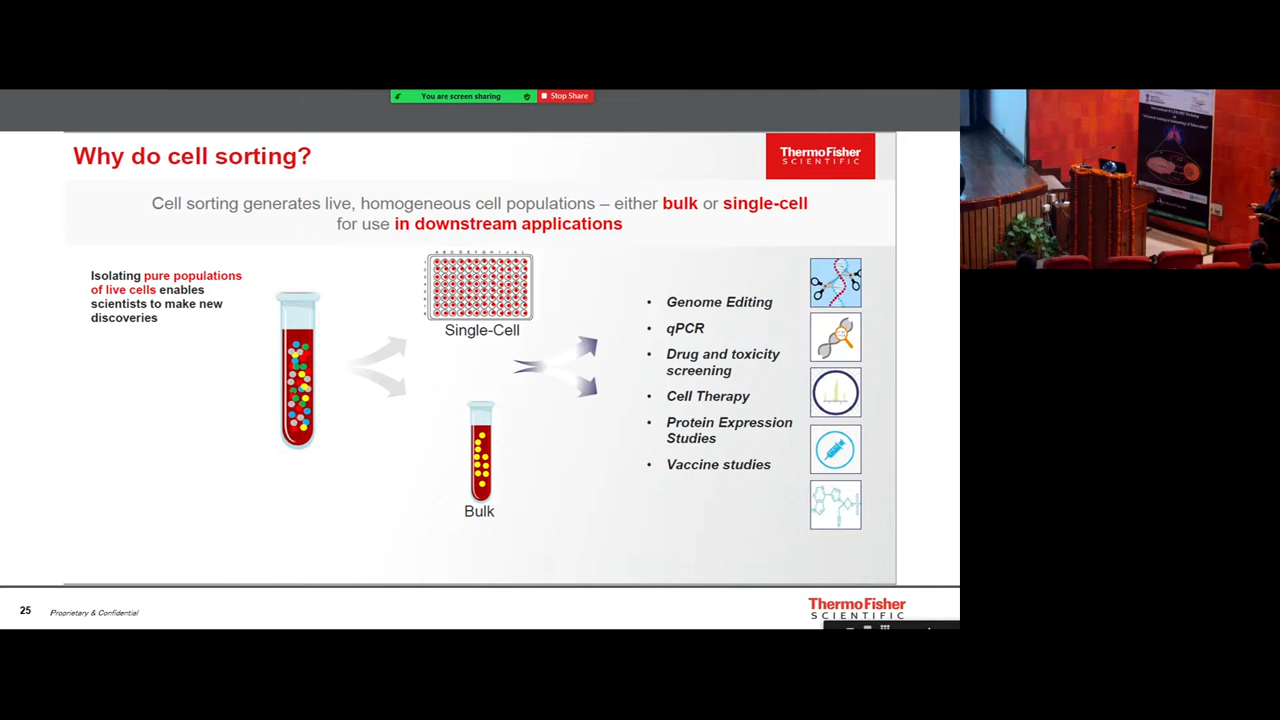 You are screen sharing
Stop Share
Why do cell sorting?
ThermoFisher
SCIENTIFIC
Cell sorting generates live, homogeneous cell populations – either bulk or single-cell
for use in downstream applications
Isolating pure populations
of live cells enables
scientists to make new
discoveries
Single-Cell
Bulk
• Genome Editing
• qPCR
• Drug and toxicity
screening
• Cell Therapy
• Protein Expression
Studies
• Vaccine studies
25
Proprietary & Confidential
ThermoFisher
SCIENTIFIC